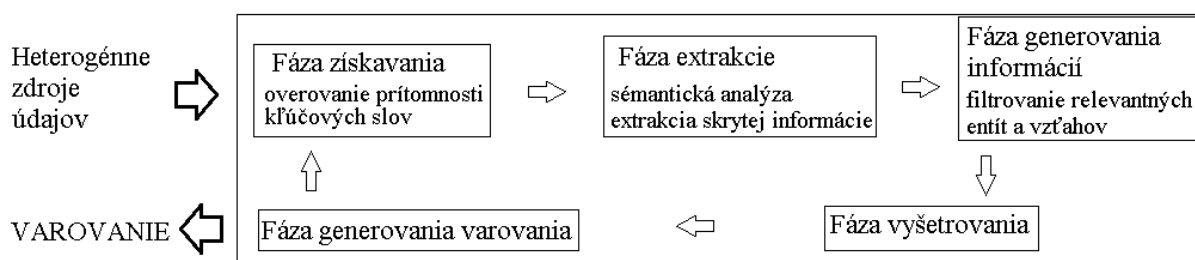 Heterogénne
zdroje
údajov
Fáza získavania
overovanie prítomnosti
kľúčových slov
Fáza extrakcie
sémantická analýza
extrakcia skrytej informácie
Fáza generovania
informácií
filtrovanie relevantných
entít a vzťahov
Fáza vyšetrovania
Fáza generovania varovania
VAROVANIE